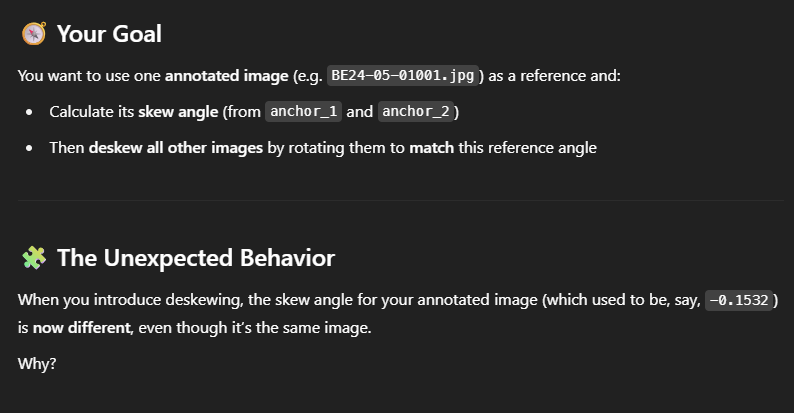 🧭 Your Goal
You want to use one annotated image (e.g. BE24-05-01001.jpg) as a reference and:
• Calculate its skew angle (from anchor_1 and anchor_2)
• Then deskew all other images by rotating them to match this reference angle
🧩 The Unexpected Behavior
When you introduce deskewing, the skew angle for your annotated image (which used to be, say, -0.1532)
is now different, even though it’s the same image.
Why?